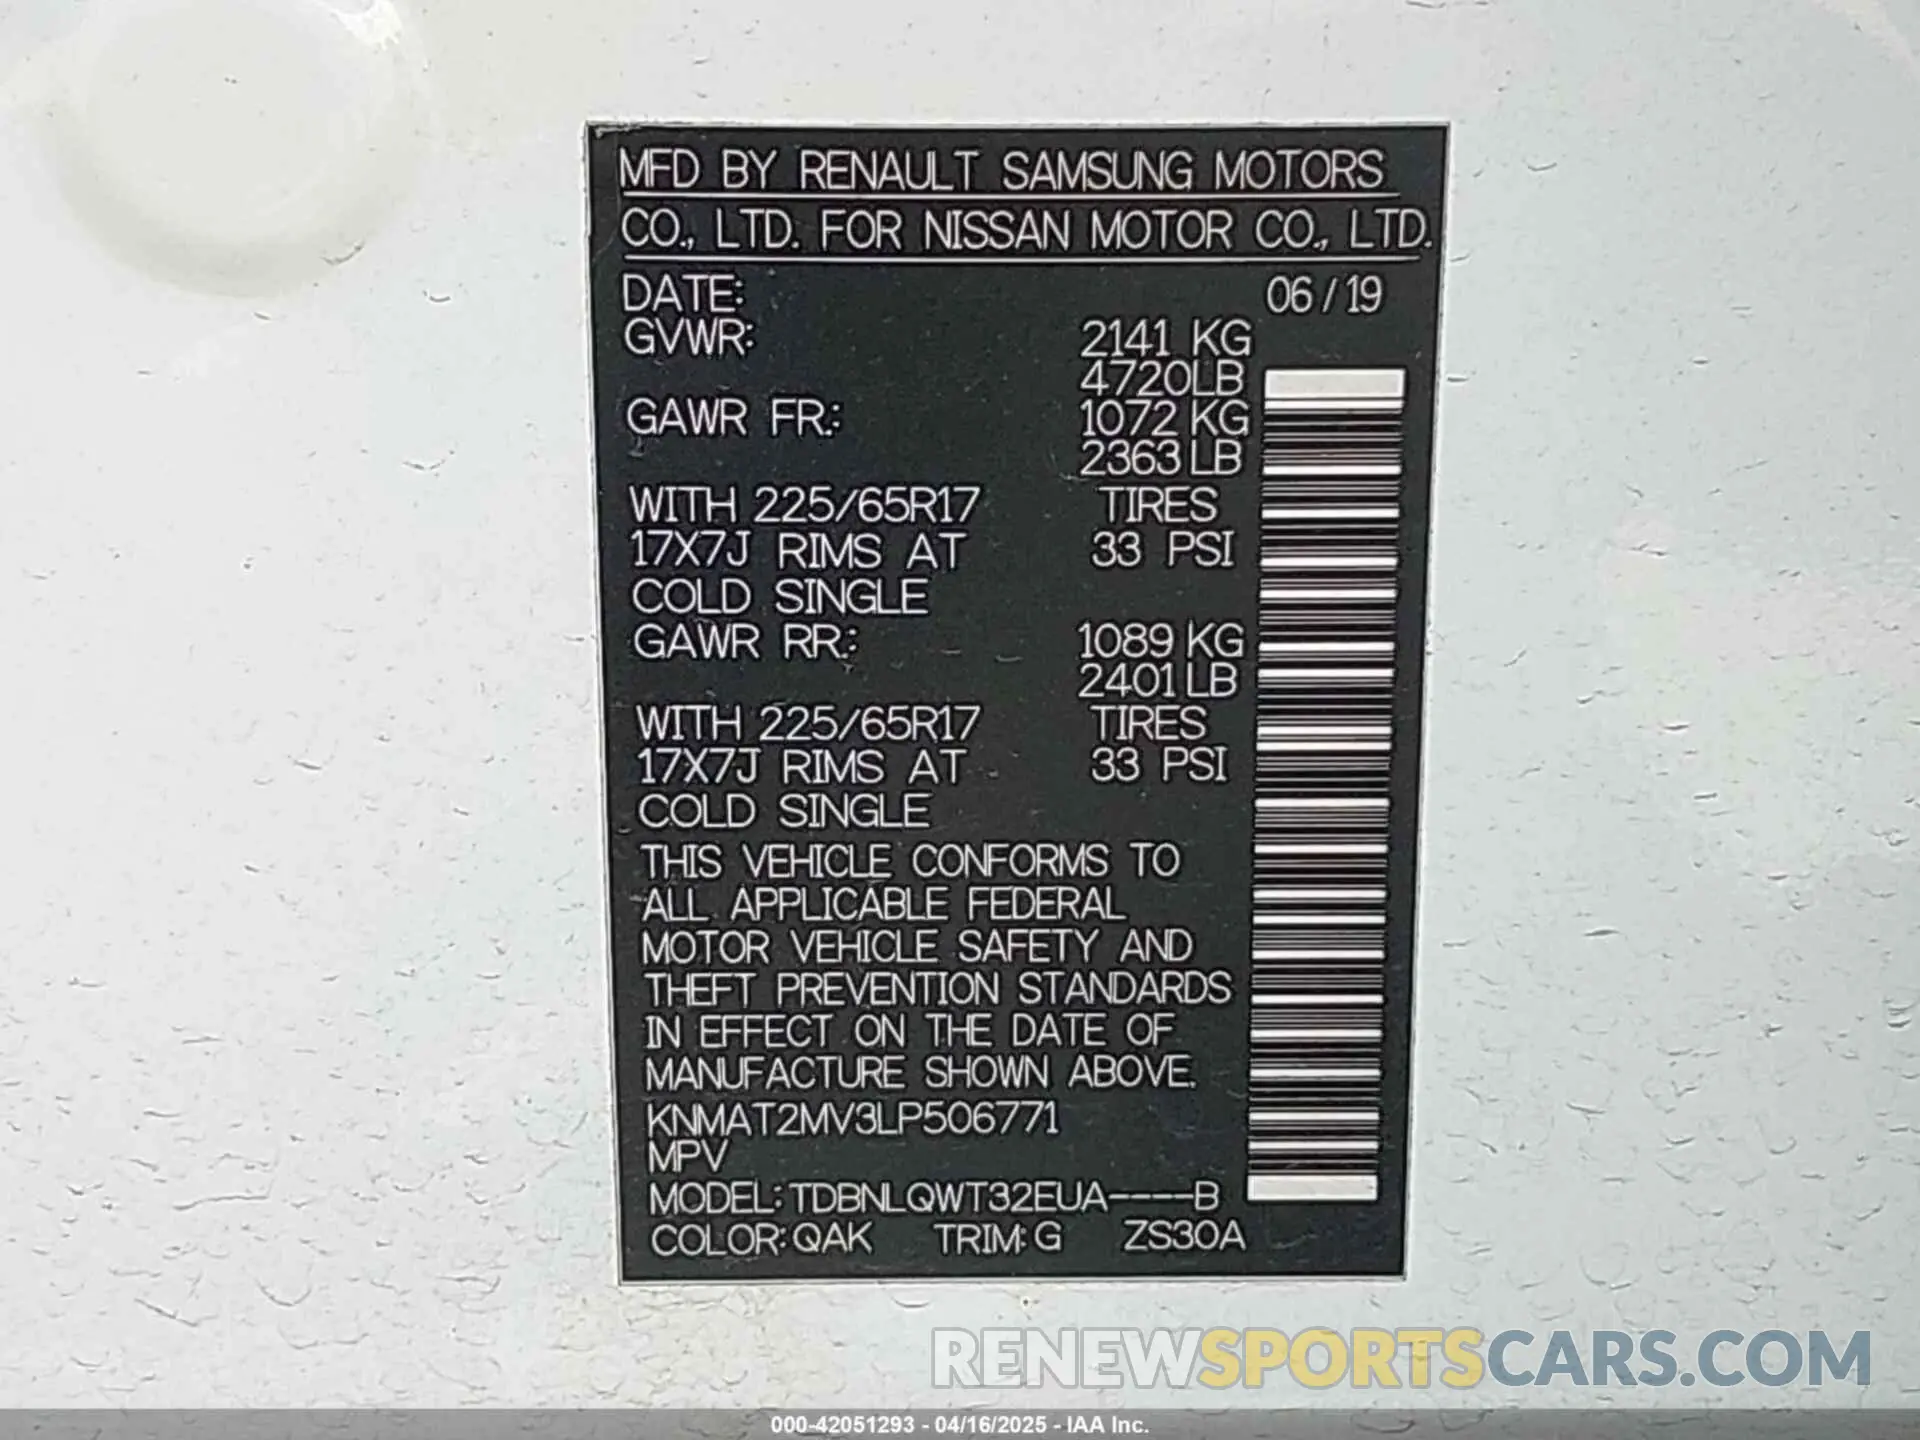 MFD BY RENAULT SAMSUNG MOTORS
CO., LTD. FOR NISSAN MOTOR CO., LTD.
DATE: 06 / 19
GVWR: 2141 KG
4720LB
GAWR FR.: 1072 KG
2363 LB
WITH 225/65R17 TIRES
17X7J RIMS AT 33 PSI
COLD SINGLE
GAWR RR.: 1089 KG
2401 LB
WITH 225/65R17 TIRES
17X7J RIMS AT 33 PSI
COLD SINGLE
THIS VEHICLE CONFORMS TO
ALL APPLICABLE FEDERAL
MOTOR VEHICLE SAFETY AND
THEFT PREVENTION STANDARDS
IN EFFECT ON THE DATE OF
MANUFACTURE SHOWN ABOVE.
KNMAT2MV3LP506771
MPV
MODEL: TDBNLQWT32EUA----B
COLOR: QAK TRIM: G ZS30A
RENEWSPORTSCARS.COM
000-42051293 - 04/16/2025 - IAA Inc.